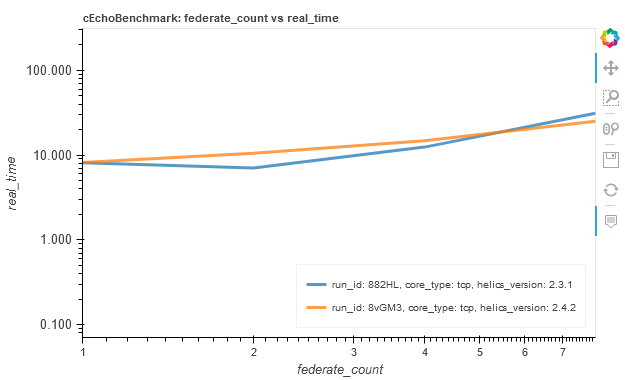 cEchoBenchmark: federate_count vs real_time
100.000
10.000
1.000
0.100
real_time
run_id: 882HL, core_type: tcp, helics_version: 2.3.1
run_id: 8vGM3, core_type: tcp, helics_version: 2.4.2
1 2 3 4 5 6 7
federate_count